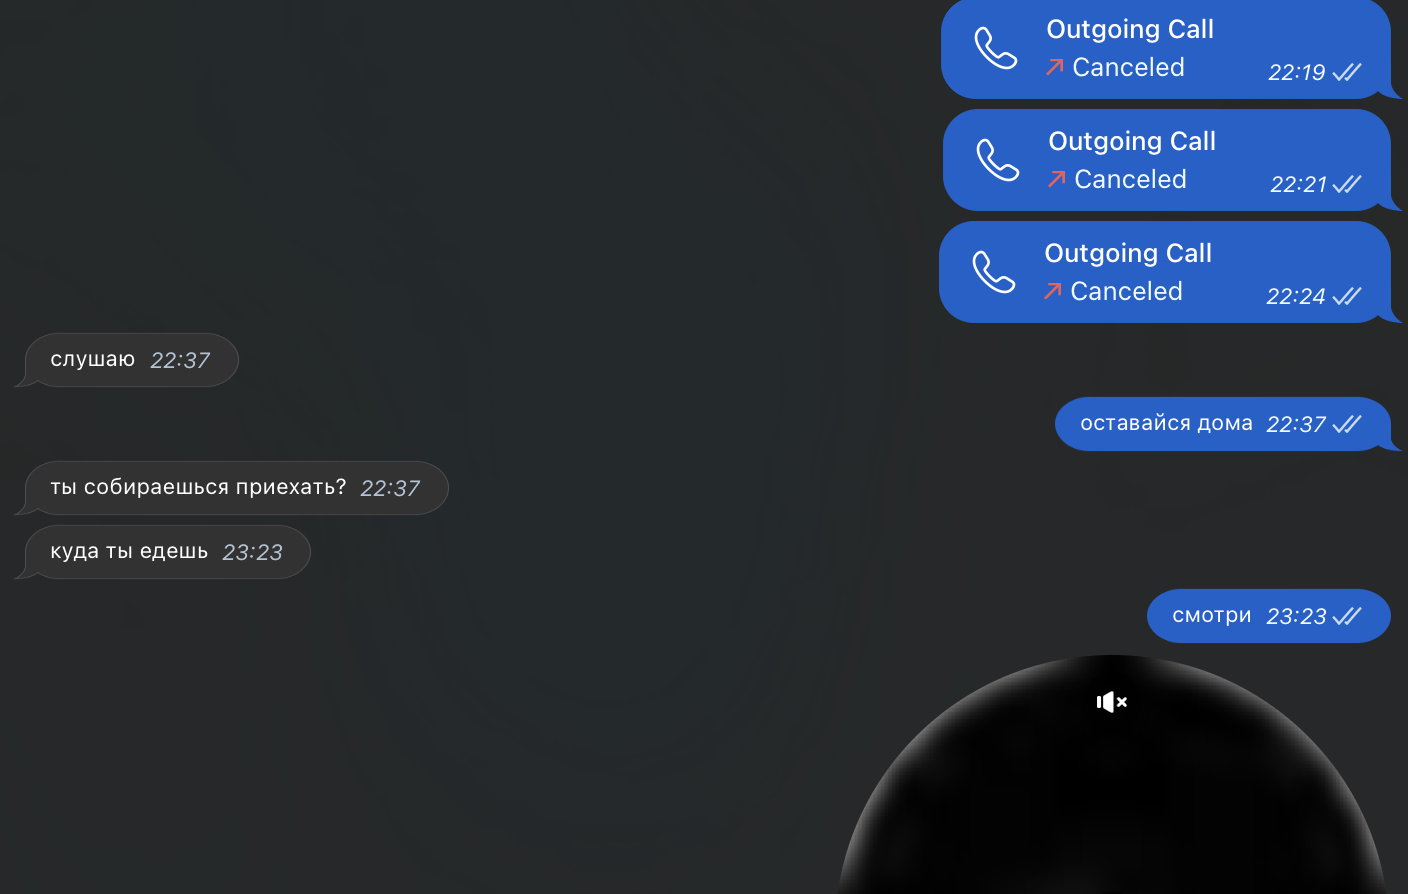 Outgoing Call
Canceled 22:19
Outgoing Call
Canceled 22:21
Outgoing Call
Canceled 22:24
слушаю 22:37
оставайся дома 22:37
ты собираешься приехать? 22:37
куда ты едешь 23:23
смотри 23:23